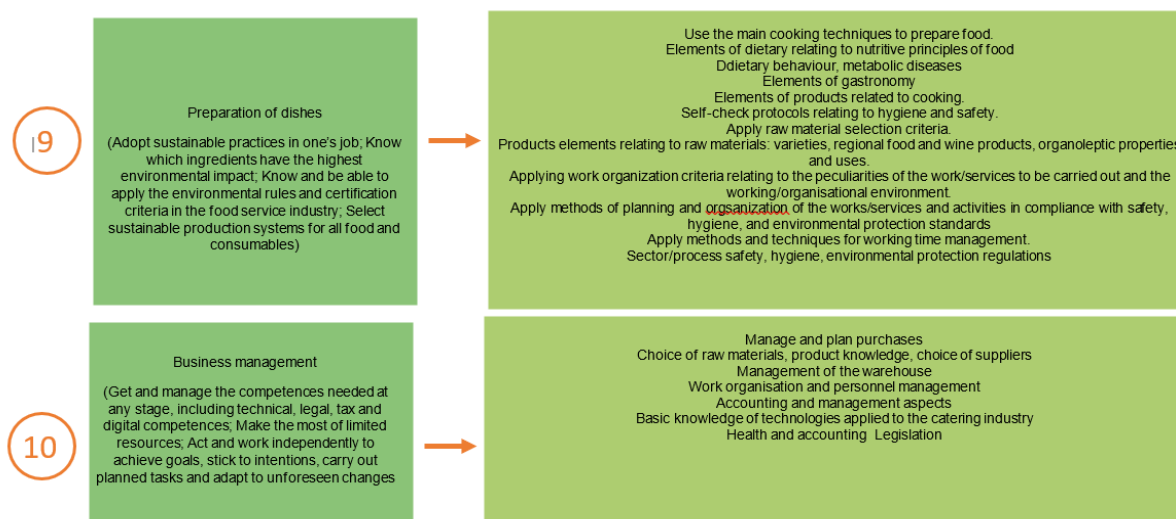 9
Preparation of dishes
(Adopt sustainable practices in one's job; Know
which ingredients have the highest
environmental impact; Know and be able to
apply the environmental rules and certification
criteria in the food service industry; Select
sustainable production systems for all food and
consumables)
Use the main cooking techniques to prepare food.
Elements of dietary relating to nutritive principles of food
Ddietary behaviour, metabolic diseases
Elements of gastronomy
Elements of products related to cooking.
Self-check protocols relating to hygiene and safety.
Apply raw material selection criteria.
Products elements relating to raw materials: varieties, regional food and wine products, organoleptic properties
and uses.
Applying work organization criteria relating to the peculiarities of the work/services to be carried out and the
working/organisational environment.
Apply methods of planning and orgsanization of the works/services and activities in compliance with safety,
hygiene, and environmental protection standards
Apply methods and techniques for working time management.
Sector/process safety, hygiene, environmental protection regulations
10
Business management
(Get and manage the competences needed at
any stage, including technical, legal, tax and
digital competences; Make the most of limited
resources; Act and work independently to
achieve goals, stick to intentions, carry out
planned tasks and adapt to unforeseen changes
Manage and plan purchases
Choice of raw materials, product knowledge, choice of suppliers
Management of the warehouse
Work organisation and personnel management
Accounting and management aspects
Basic knowledge of technologies applied to the catering industry
Health and accounting Legislation